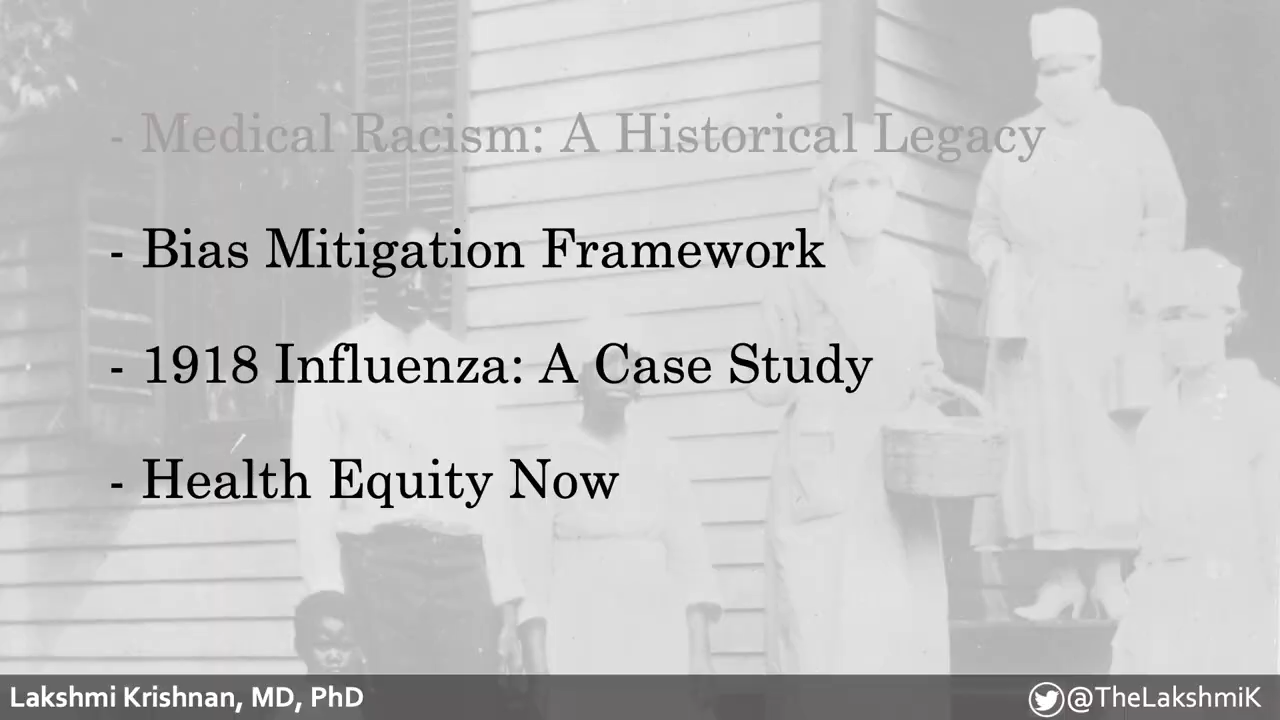 - Medical Racism: A Historical Legacy
- Bias Mitigation Framework
- 1918 Influenza: A Case Study
- Health Equity Now
Lakshmi Krishnan, MD, PhD
@TheLakshmiK